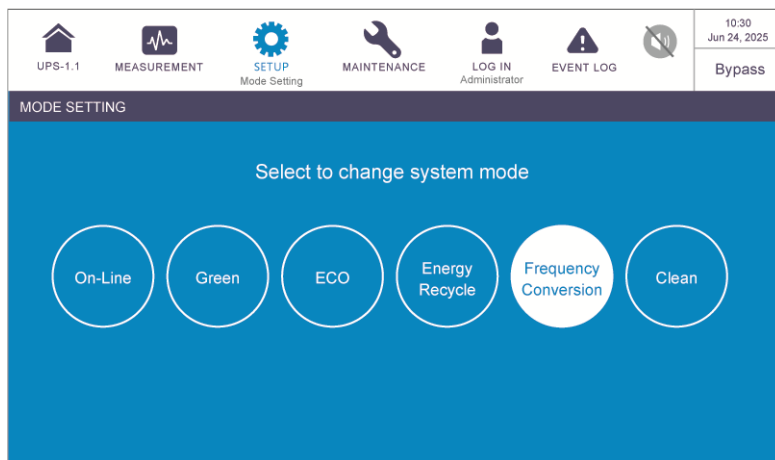 UPS-1.1
MEASUREMENT
SETUP
Mode Setting
MAINTENANCE
LOG IN
Administrator
EVENT LOG
10:30
Jun 24, 2025
Bypass
MODE SETTING
Select to change system mode
On-Line
Green
ECO
Energy
Recycle
Frequency
Conversion
Clean